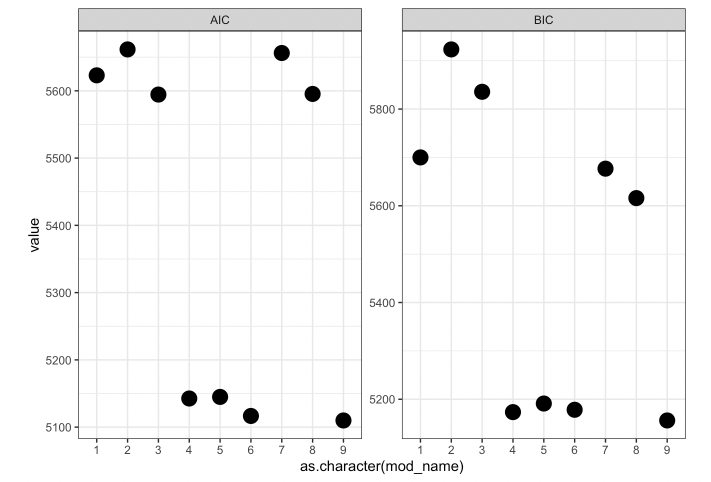 AIC
BIC
value
5600
5500
5400
5300
5200
5100
5800
5600
5400
5200
1 2 3 4 5 6 7 8 9
1 2 3 4 5 6 7 8 9
as.character(mod_name)